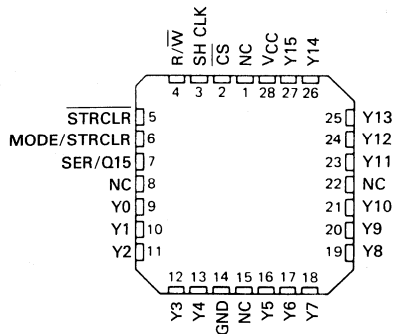 R/W̅ SH CLK C̅S̅ NC VCC Y15 Y14
4 3 2 1 28 27 26
S̅T̅R̅C̅L̅R̅ 5 25 Y13
MODE/STRCLR 6 24 Y12
SER/Q15 7 23 Y11
NC 8 22 NC
Y0 9 21 Y10
Y1 10 20 Y9
Y2 11 19 Y8
12 13 14 15 16 17 18
Y3 Y4 GND NC Y5 Y6 Y7